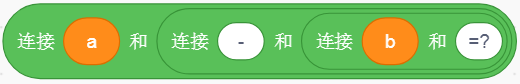 连接 a 和 连接 - 和 连接 b 和 =?